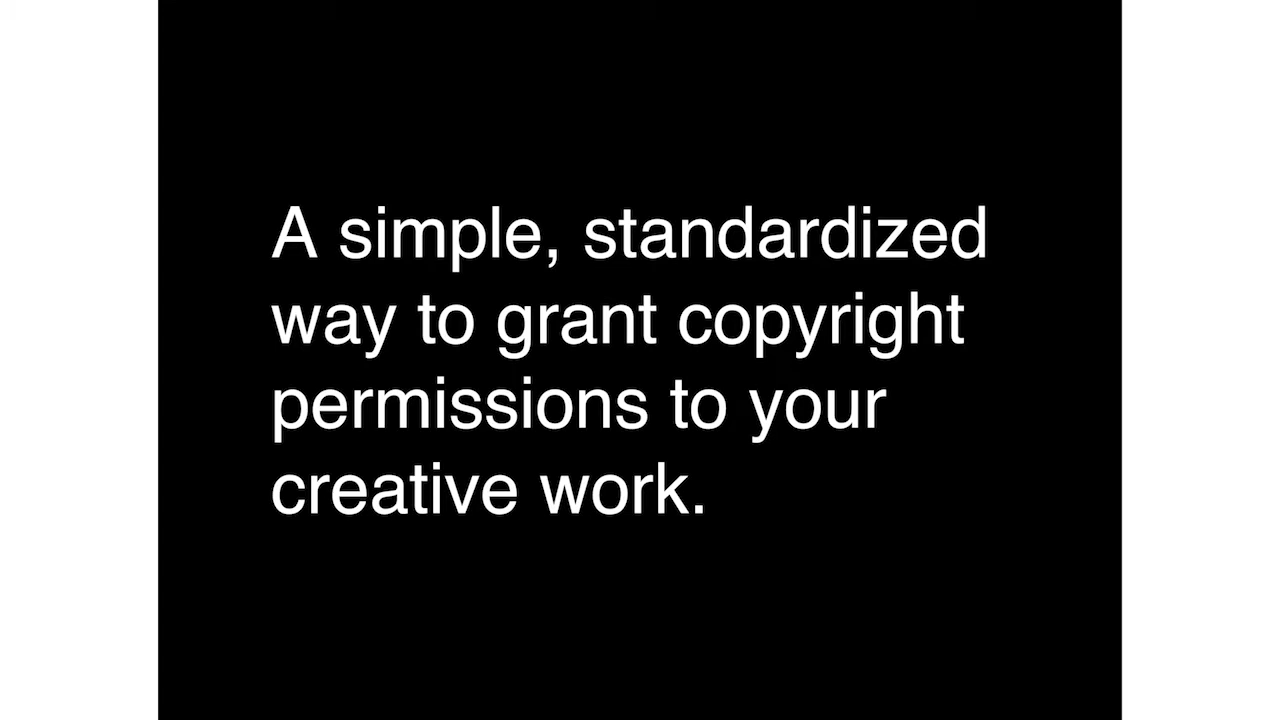 A simple, standardized
way to grant copyright
permissions to your
creative work.